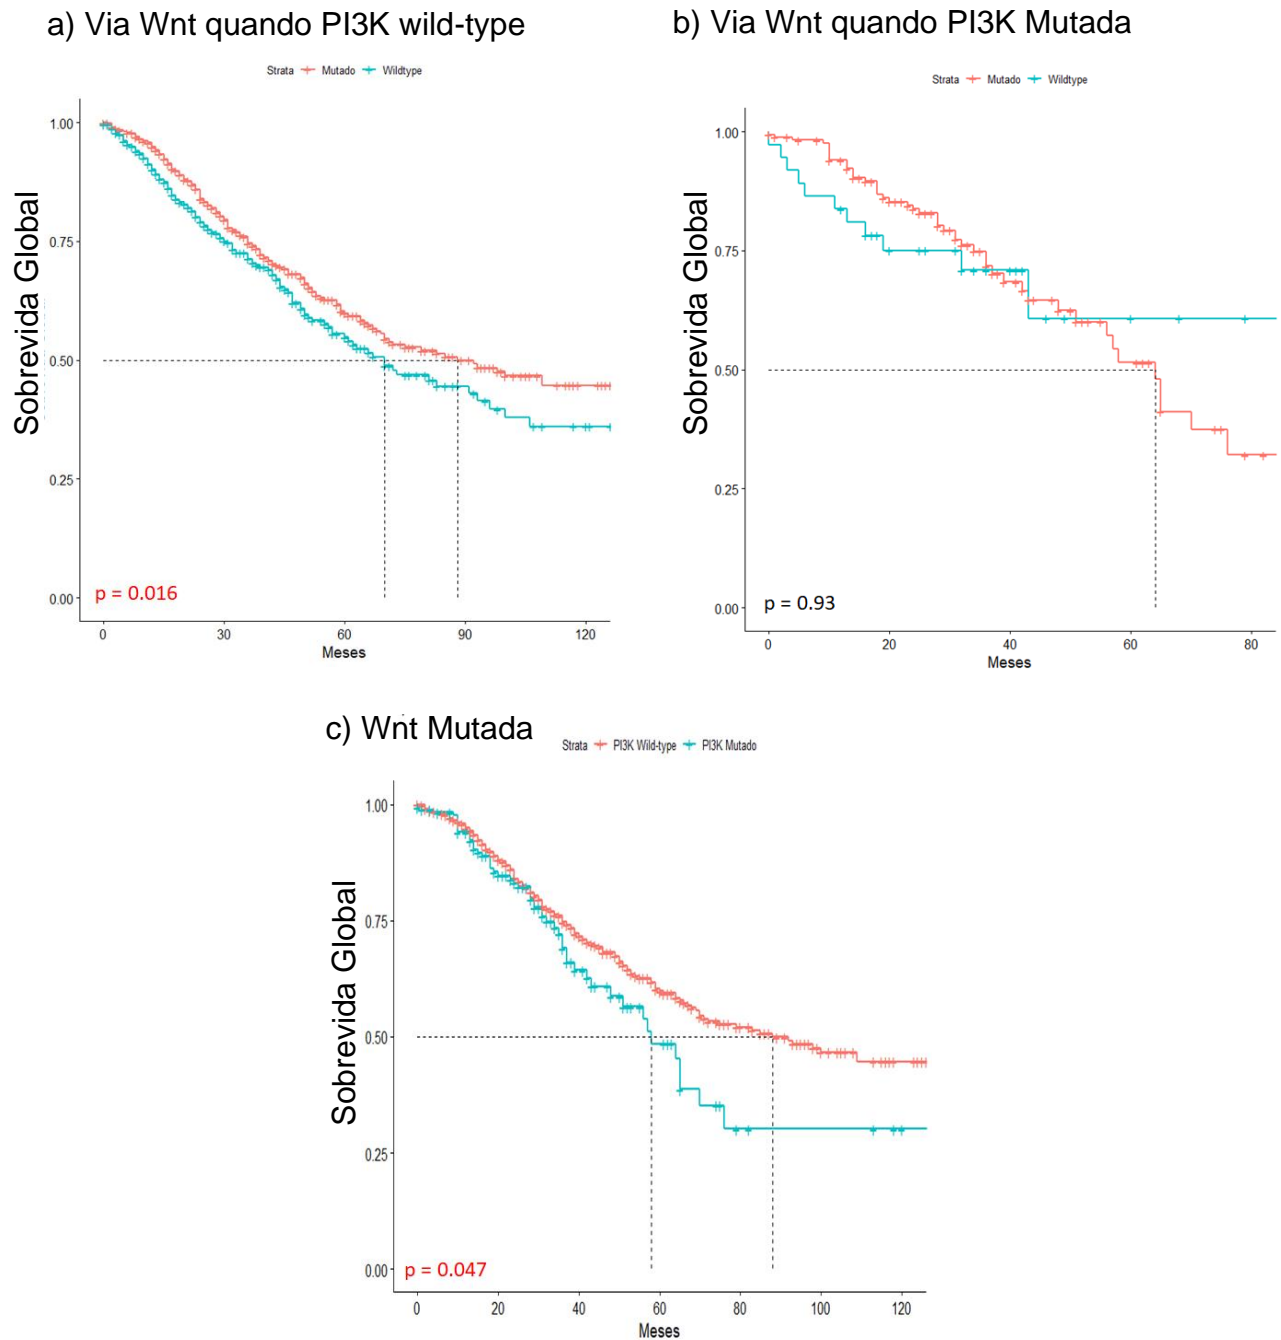 a) Via Wnt quando PI3K wild-type
Strata Mutado Wildtype
Sobrevida Global
1.00
0.75
0.50
0.25
0.00
p = 0.016
0 30 60 90 120
Meses
b) Via Wnt quando PI3K Mutada
Strata Mutado Wildtype
Sobrevida Global
1.00
0.75
0.50
0.25
0.00
p = 0.93
0 20 40 60 80
Meses
c) Wnt Mutada
Strata PI3K Wild-type PI3K Mutado
Sobrevida Global
1.00
0.75
0.50
0.25
0.00
p = 0.047
0 20 40 60 80 100 120
Meses